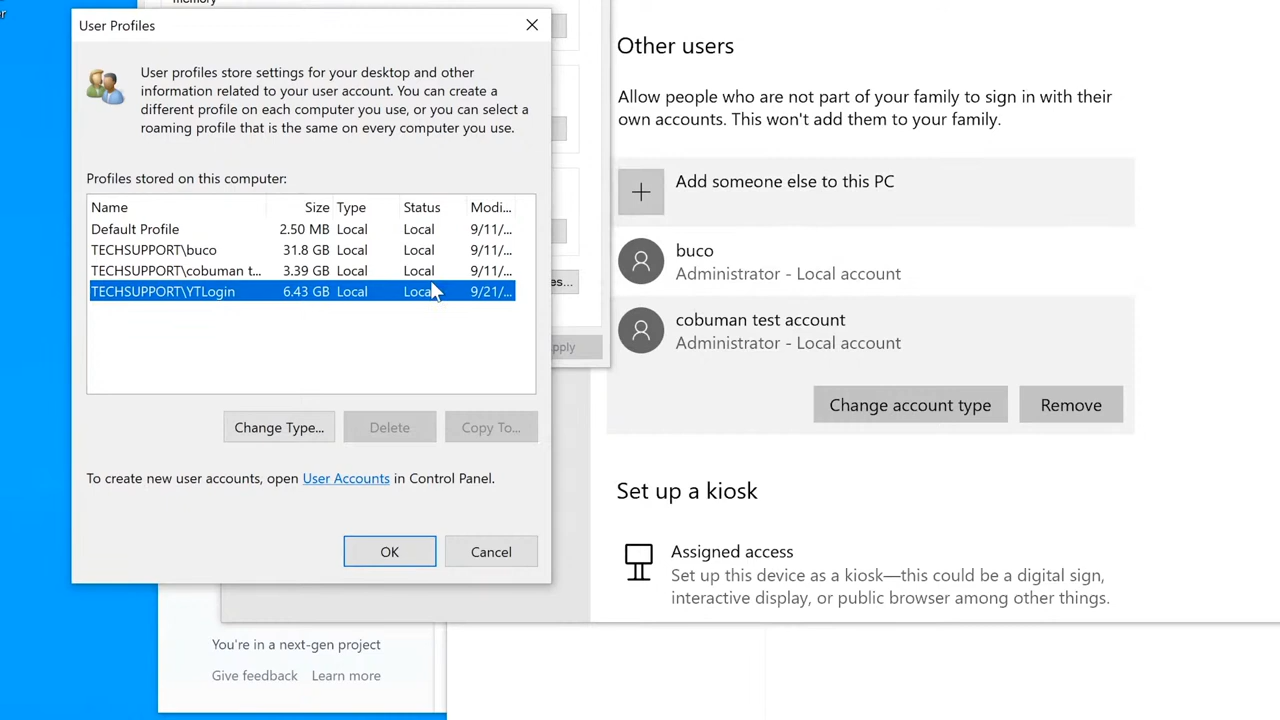 User Profiles
User profiles store settings for your desktop and other
information related to your user account. You can create a
different profile on each computer you use, or you can select a
roaming profile that is the same on every computer you use.
Profiles stored on this computer:
Name Size Type Status Modi...
Default Profile 2.50 MB Local Local 9/11/...
TECHSUPPORT\buco 31.8 GB Local Local 9/11/...
TECHSUPPORT\cobuman t... 3.39 GB Local Local 9/11/...
TECHSUPPORT\YTLogin 6.43 GB Local Local 9/21/...
Change Type... Delete Copy To...
To create new user accounts, open User Accounts in Control Panel.
OK Cancel
You're in a next-gen project
Give feedback Learn more
Other users
Allow people who are not part of your family to sign in with their
own accounts. This won't add them to your family.
Add someone else to this PC
buco
Administrator - Local account
cobuman test account
Administrator - Local account
Change account type Remove
Set up a kiosk
Assigned access
Set up this device as a kiosk—this could be a digital sign,
interactive display, or public browser among other things.